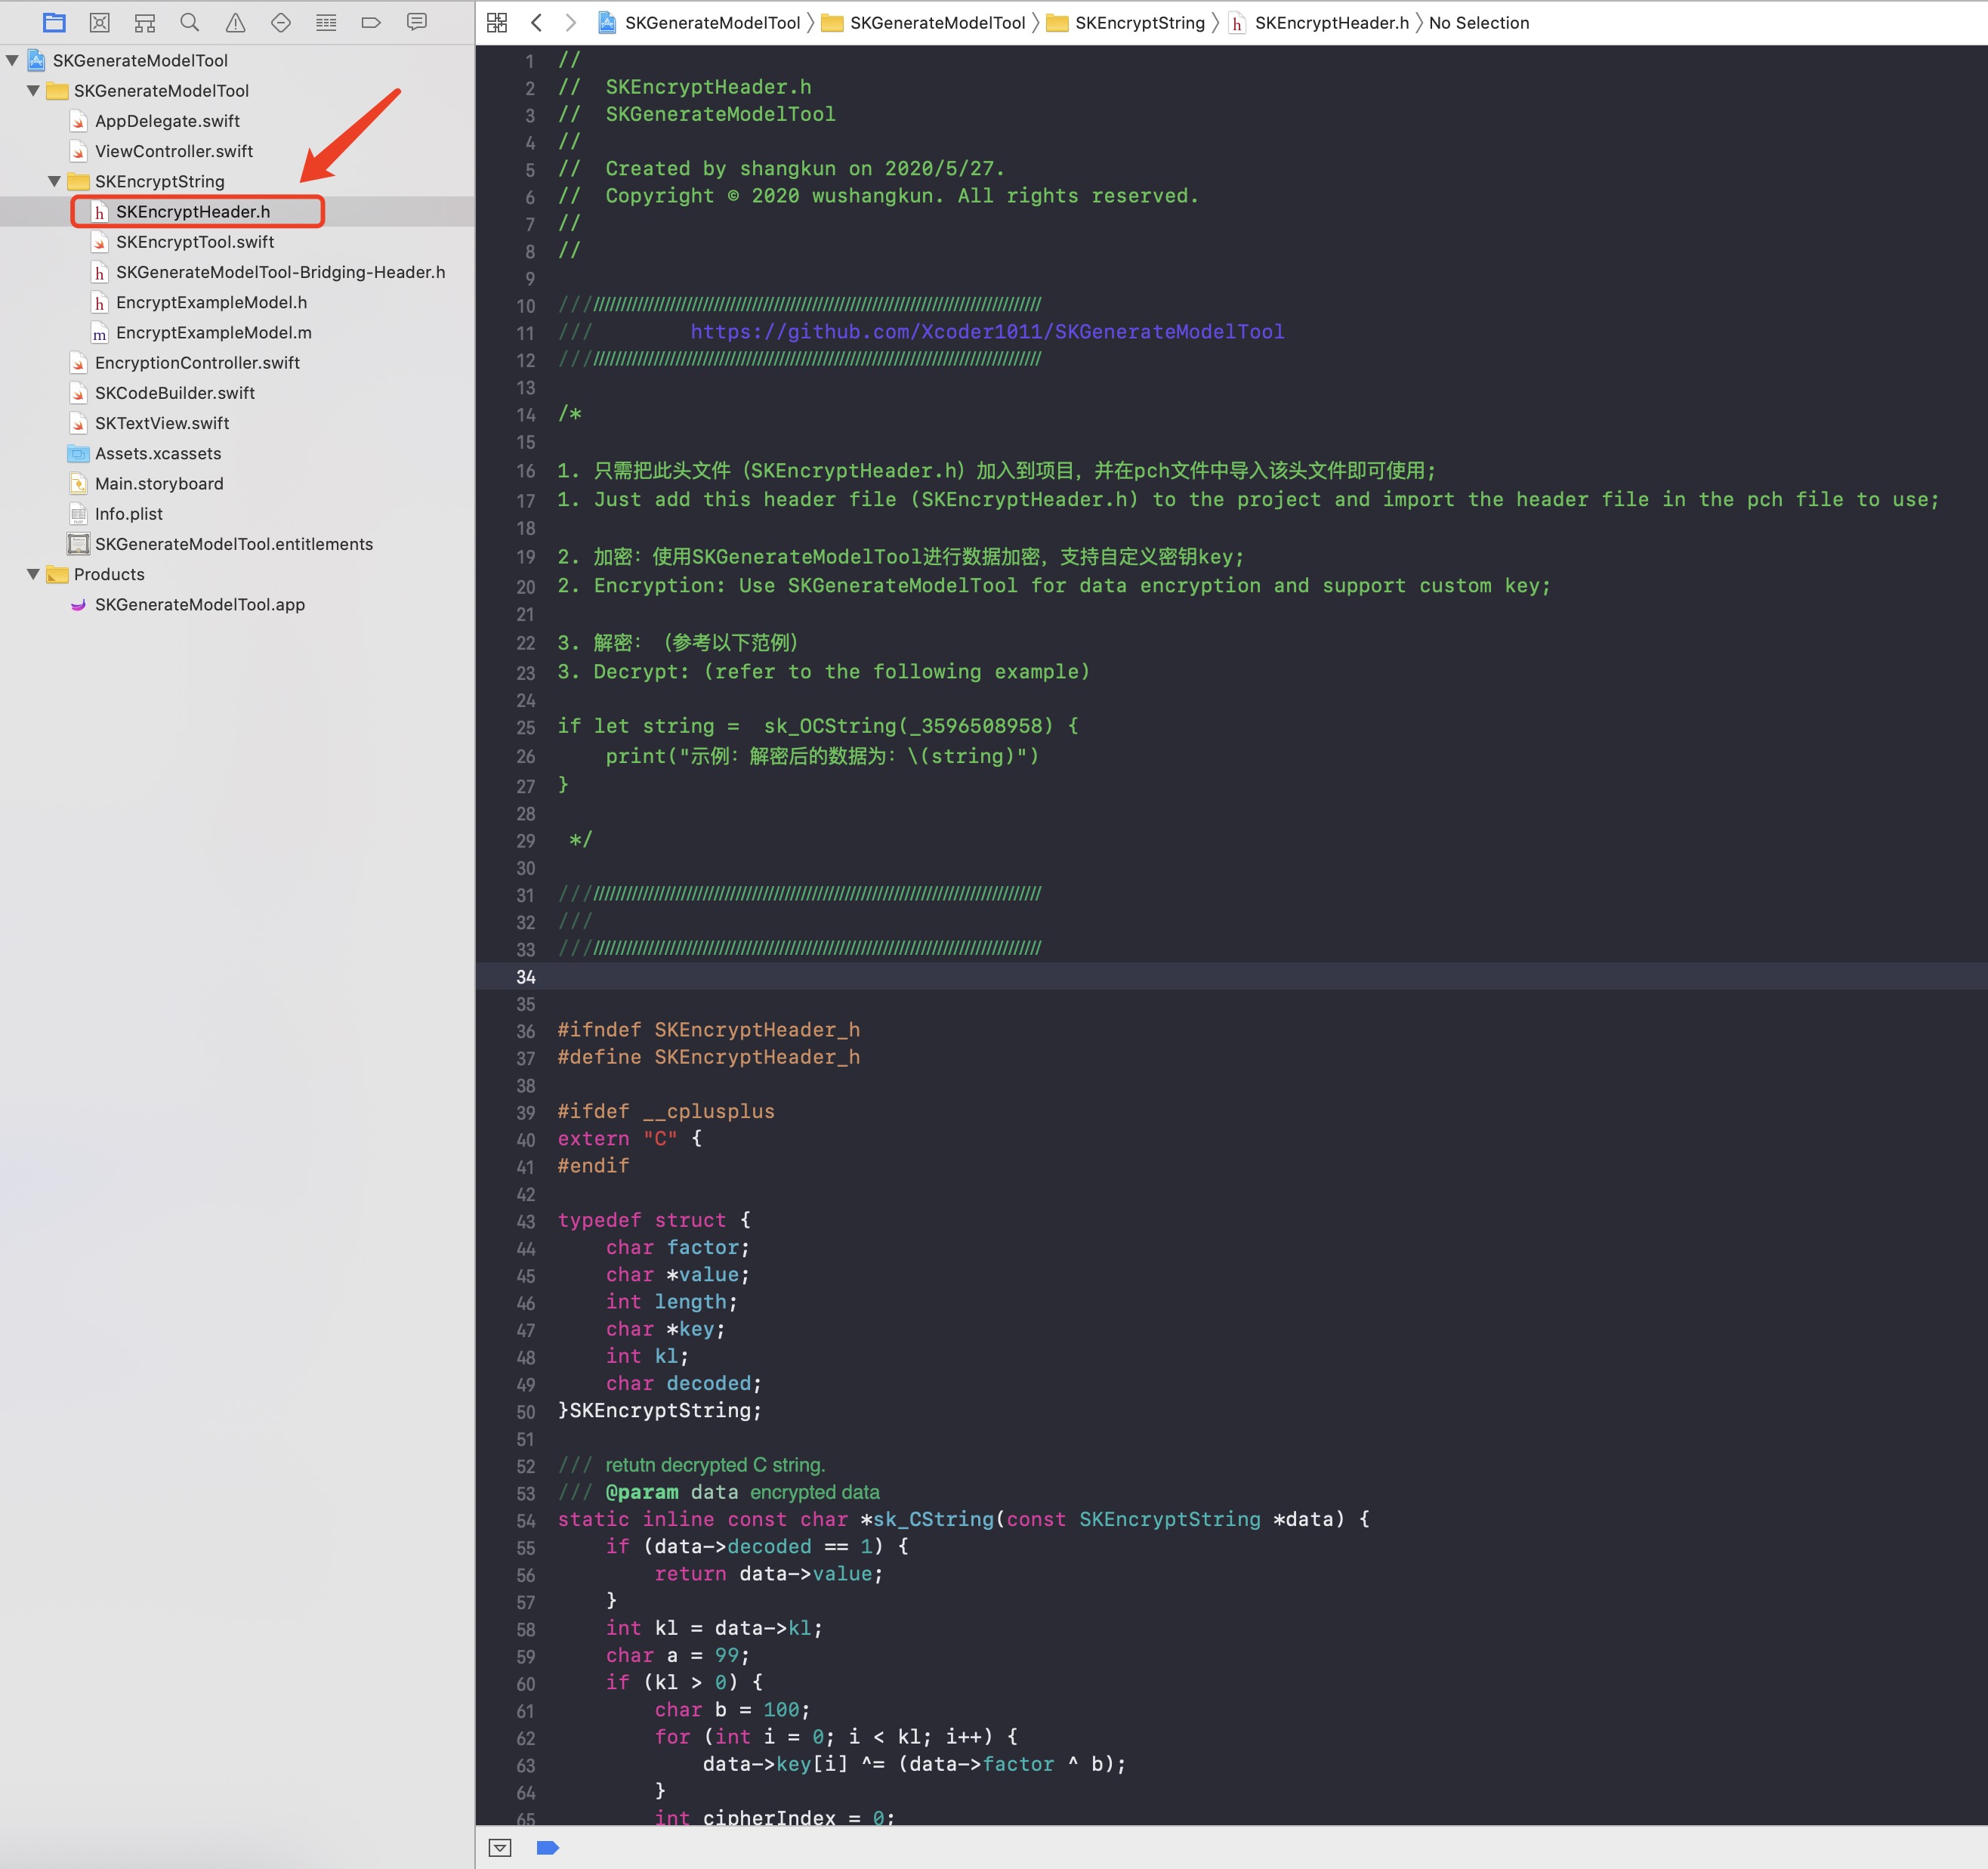 SKGenerateModelTool
SKGenerateModelTool
AppDelegate.swift
ViewController.swift
SKEncryptString
SKEncryptHeader.h
SKEncryptTool.swift
SKGenerateModelTool-Bridging-Header.h
EncryptExampleModel.h
EncryptExampleModel.m
EncryptionController.swift
SKCodeBuilder.swift
SKTextView.swift
Assets.xcassets
Main.storyboard
Info.plist
SKGenerateModelTool.entitlements
Products
SKGenerateModelTool.app
SKGenerateModelTool 〉 SKGenerateModelTool 〉 SKEncryptString 〉 h SKEncryptHeader.h 〉 No Selection
1 //
2 //  SKEncryptHeader.h
3 //  SKGenerateModelTool
4 //
5 //  Created by shangkun on 2020/5/27.
6 //  Copyright © 2020 wushangkun. All rights reserved.
7 //
8 //
9
10 /////////////////////////////////////////////////////////////////////////////////
11 ///        https://github.com/Xcoder1011/SKGenerateModelTool
12 /////////////////////////////////////////////////////////////////////////////////
13
14 /*
15
16 1. 只需把此头文件（SKEncryptHeader.h）加入到项目，并在pch文件中导入该头文件即可使用;
17 1. Just add this header file (SKEncryptHeader.h) to the project and import the header file in the pch file to use;
18
19 2. 加密：使用SKGenerateModelTool进行数据加密，支持自定义密钥key;
20 2. Encryption: Use SKGenerateModelTool for data encryption and support custom key;
21
22 3. 解密：（参考以下范例）
23 3. Decrypt: (refer to the following example)
24
25 if let string =  sk_OCString(_3596508958) {
26     print("示例：解密后的数据为：\(string)")
27 }
28
29  */
30
31 /////////////////////////////////////////////////////////////////////////////////
32 ///
33 /////////////////////////////////////////////////////////////////////////////////
34
35
36 #ifndef SKEncryptHeader_h
37 #define SKEncryptHeader_h
38
39 #ifdef __cplusplus
40 extern "C" {
41 #endif
42
43 typedef struct {
44     char factor;
45     char *value;
46     int length;
47     char *key;
48     int kl;
49     char decoded;
50 }SKEncryptString;
51
52 /// retutn decrypted C string.
53 /// @param data encrypted data
54 static inline const char *sk_CString(const SKEncryptString *data) {
55     if (data->decoded == 1) {
56         return data->value;
57     }
58     int kl = data->kl;
59     char a = 99;
60     if (kl > 0) {
61         char b = 100;
62         for (int i = 0; i < kl; i++) {
63             data->key[i] ^= (data->factor ^ b);
64         }
65         int cipherIndex = 0;